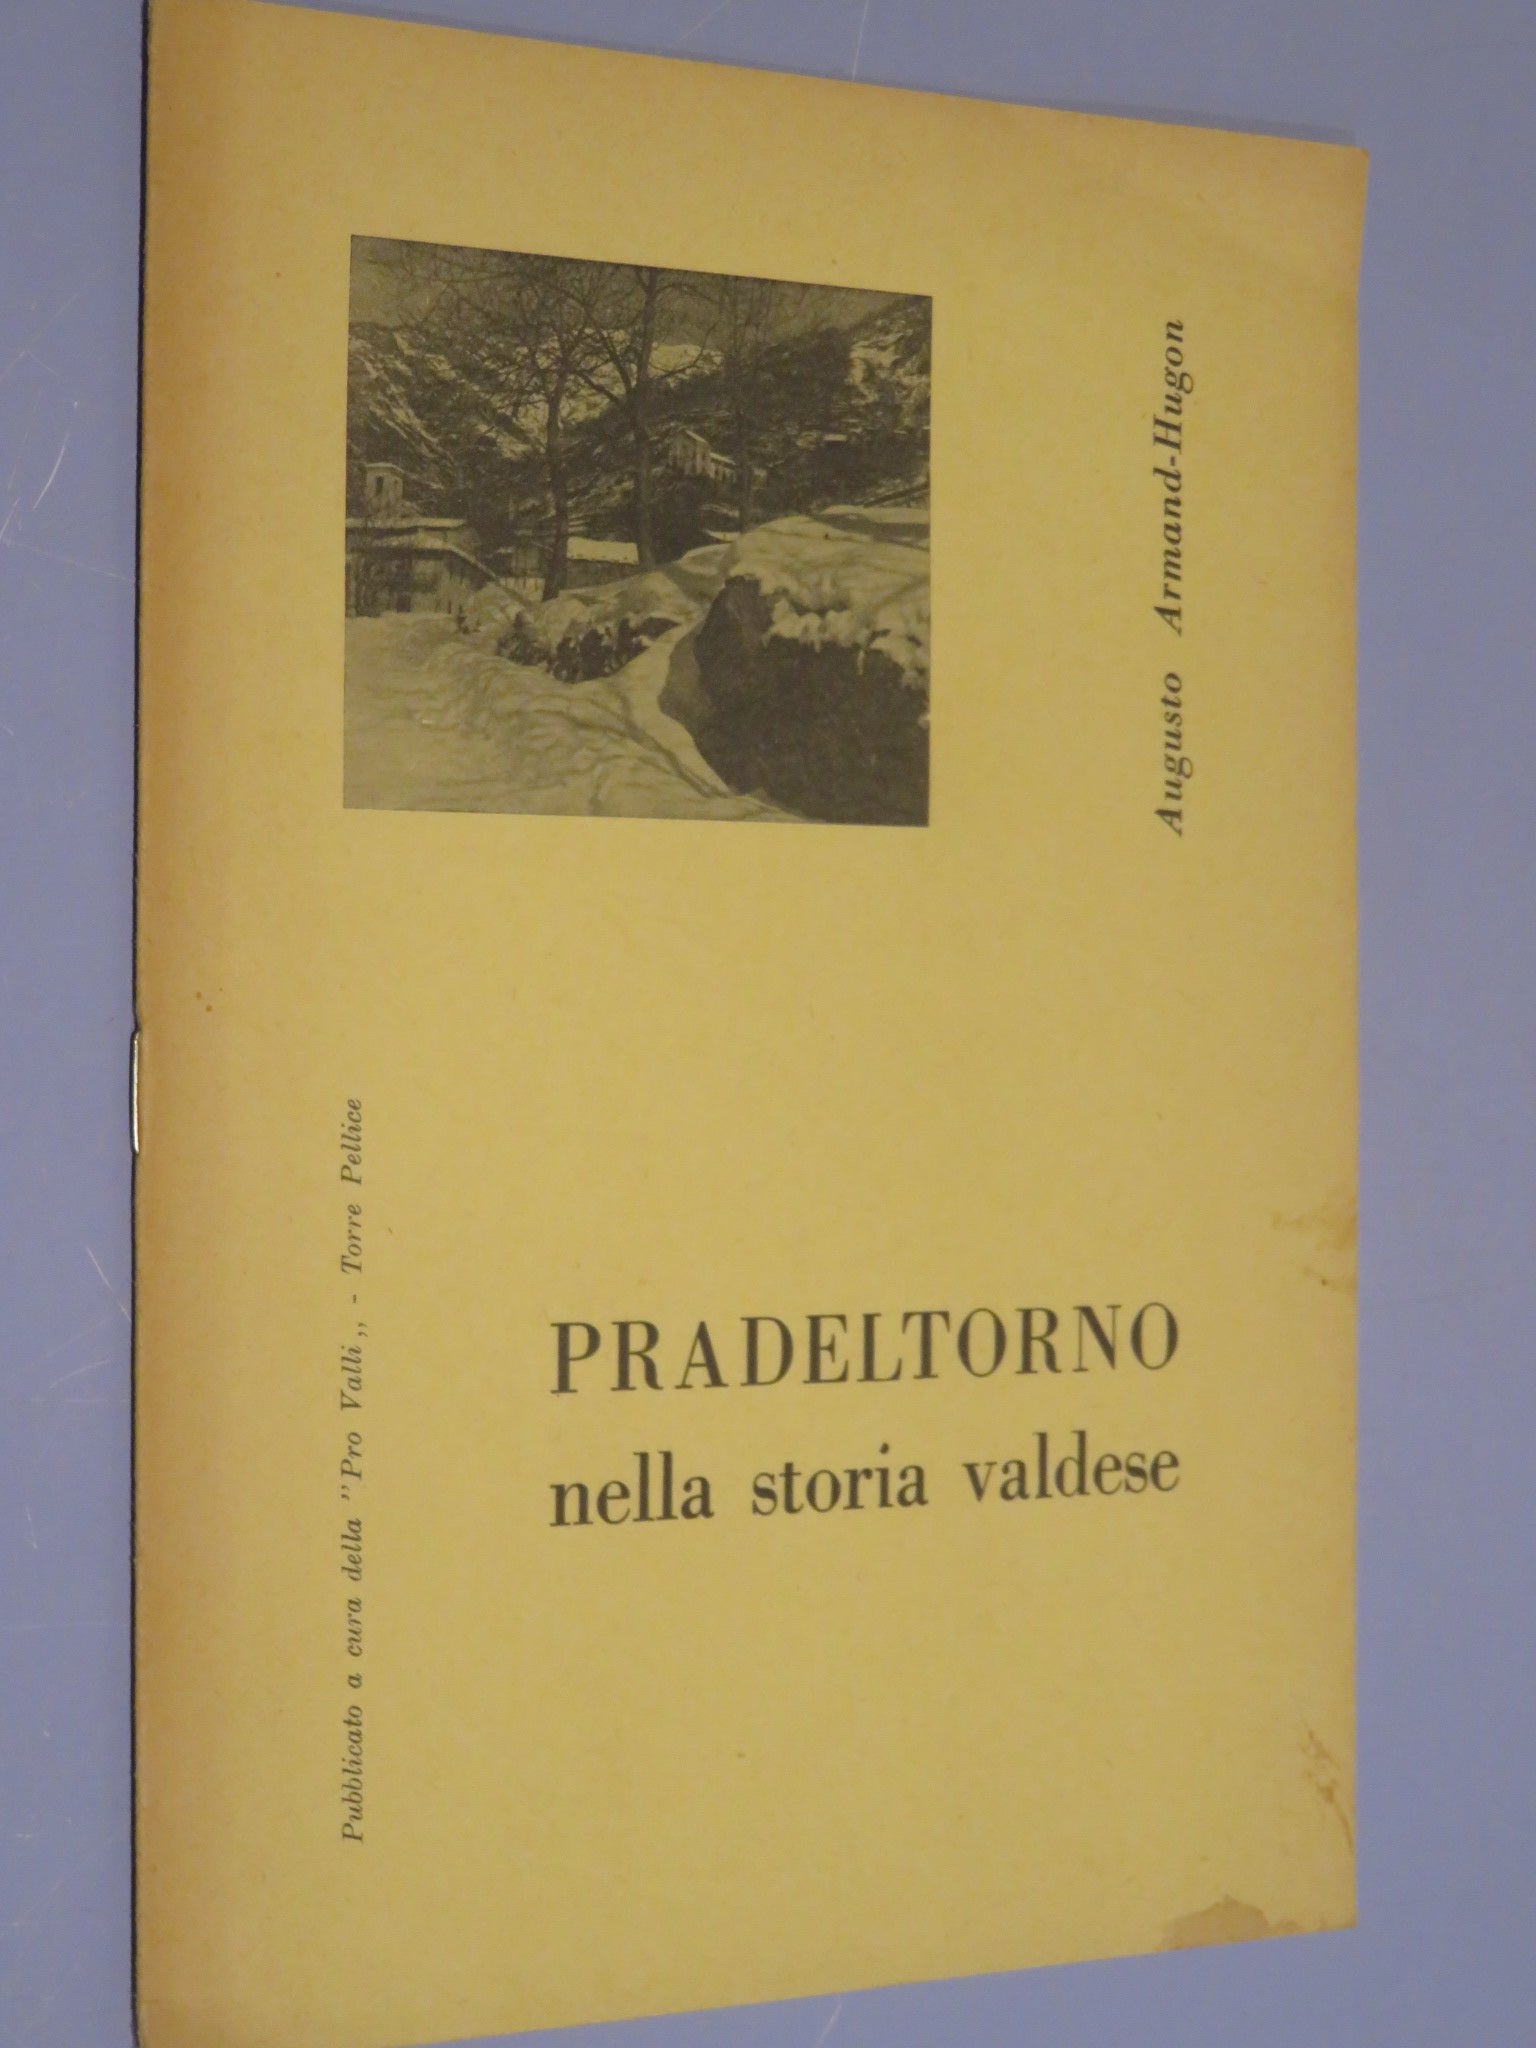 Augusto Armand-Hugon
PRADELTORNO
nella storia valdese
Pubblicato a cura della "Pro Valli,, - Torre Pellice